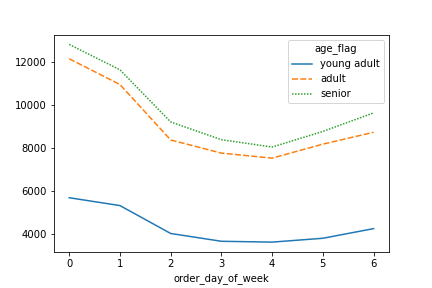 age_flag
young adult
adult
senior
12000
10000
8000
6000
4000
0 1 2 3 4 5 6
order_day_of_week